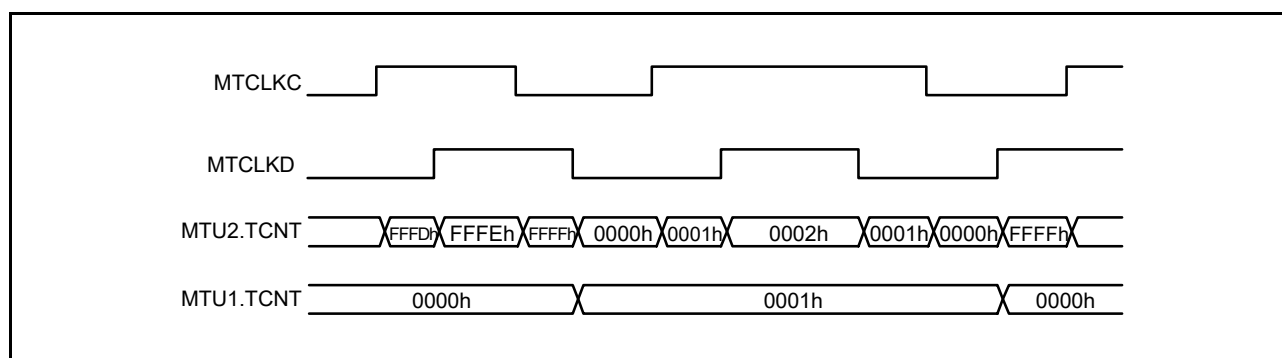 MTCLKC
MTCLKD
MTU2.TCNT FFFDh FFFEh FFFFh 0000h 0001h 0002h 0001h 0000h FFFFh
MTU1.TCNT 0000h 0001h 0000h